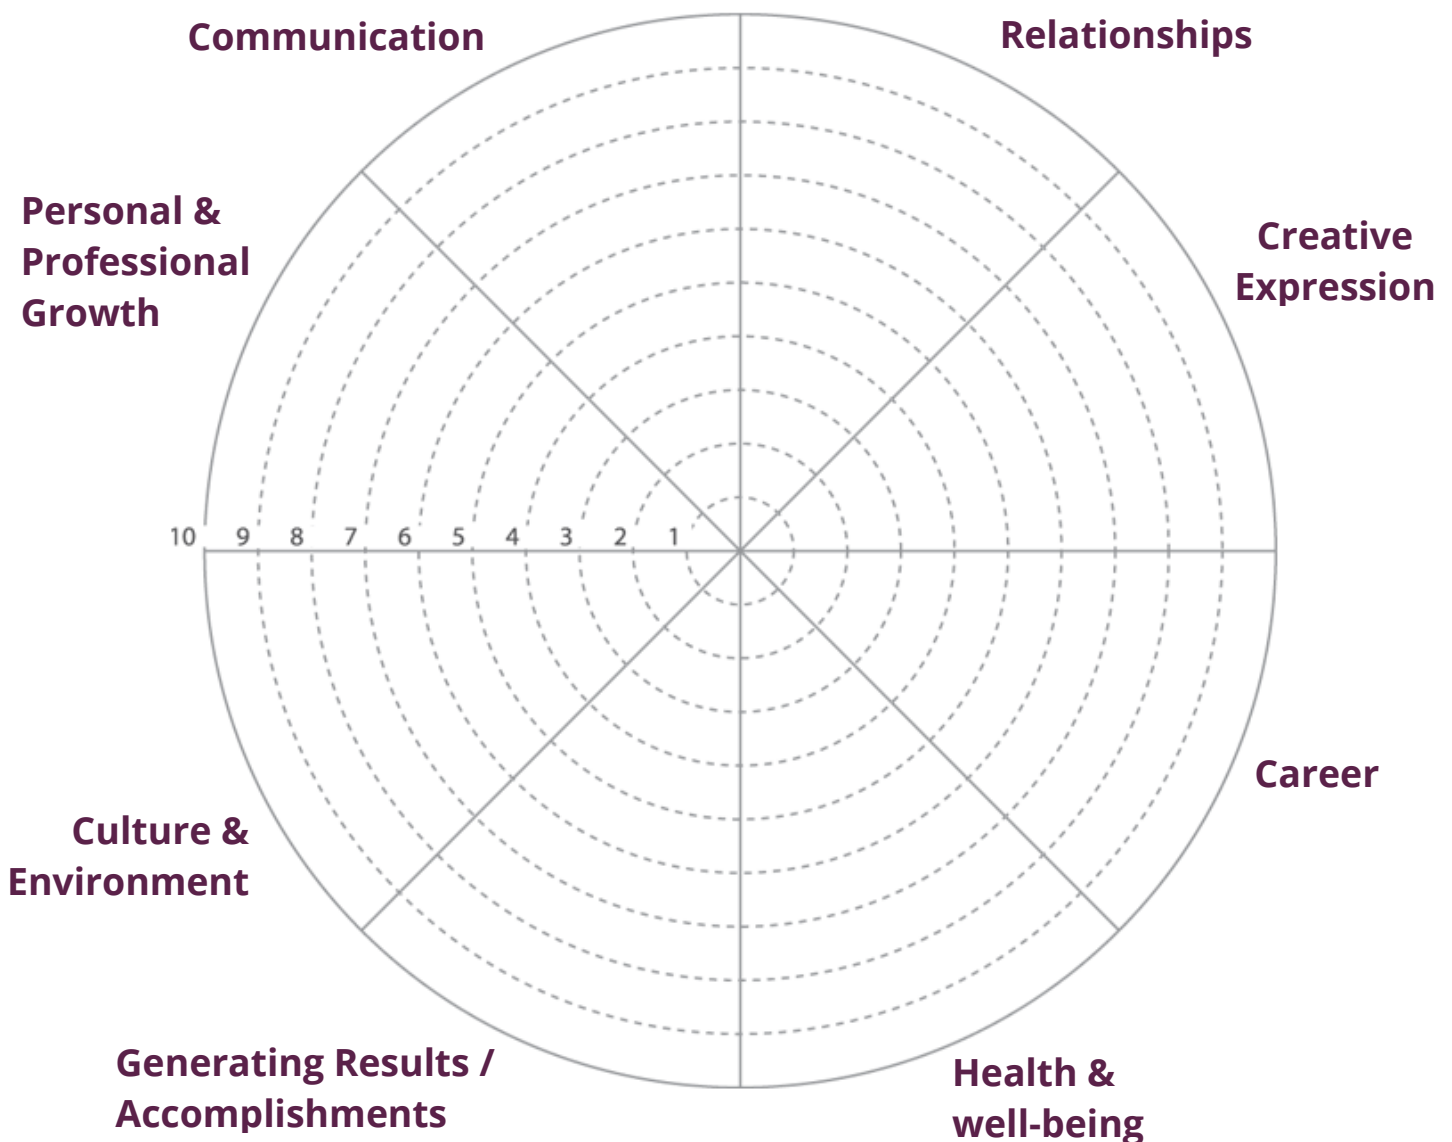 Communication
Relationships
Personal &
Professional
Growth
Creative
Expression
10 9 8 7 6 5 4 3 2 1
Career
Culture &
Environment
Generating Results /
Accomplishments
Health &
well-being